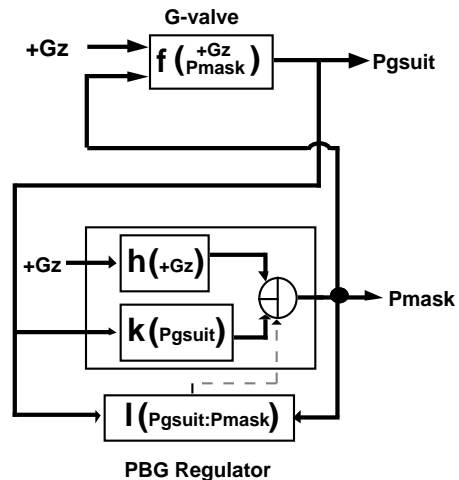 G-valve
+Gz
f(+Gz
Pmask)
Pgsuit
+Gz
h(+Gz)
Pmask
k(Pgsuit)
l(Pgsuit:Pmask)
PBG Regulator